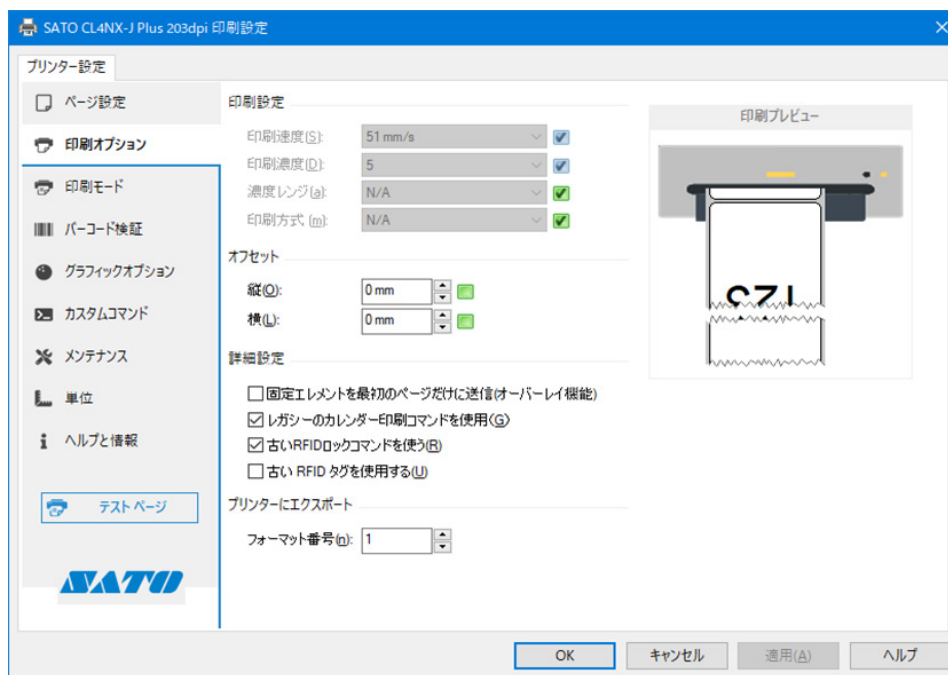 SATO CL4NX-J Plus 203dpi 印刷設定
プリンター設定
ページ設定
印刷オプション
印刷モード
バーコード検証
グラフィックオプション
カスタムコマンド
メンテナンス
単位
ヘルプと情報
テスト ページ
SATO
印刷設定
印刷速度(S): 51 mm/s
印刷濃度(D): 5
濃度レンジ(a): N/A
印刷方式 (m): N/A
オフセット
縦(O): 0 mm
横(L): 0 mm
詳細設定
固定エレメントを最初のページだけに送信(オーバーレイ機能)
レガシーのカレンダー印刷コマンドを使用(G)
古いRFIDロックコマンドを使う(R)
古い RFID タグを使用する(U)
プリンターにエクスポート
フォーマット番号(n): 1
印刷プレビュー
123
OK キャンセル 適用(A) ヘルプ